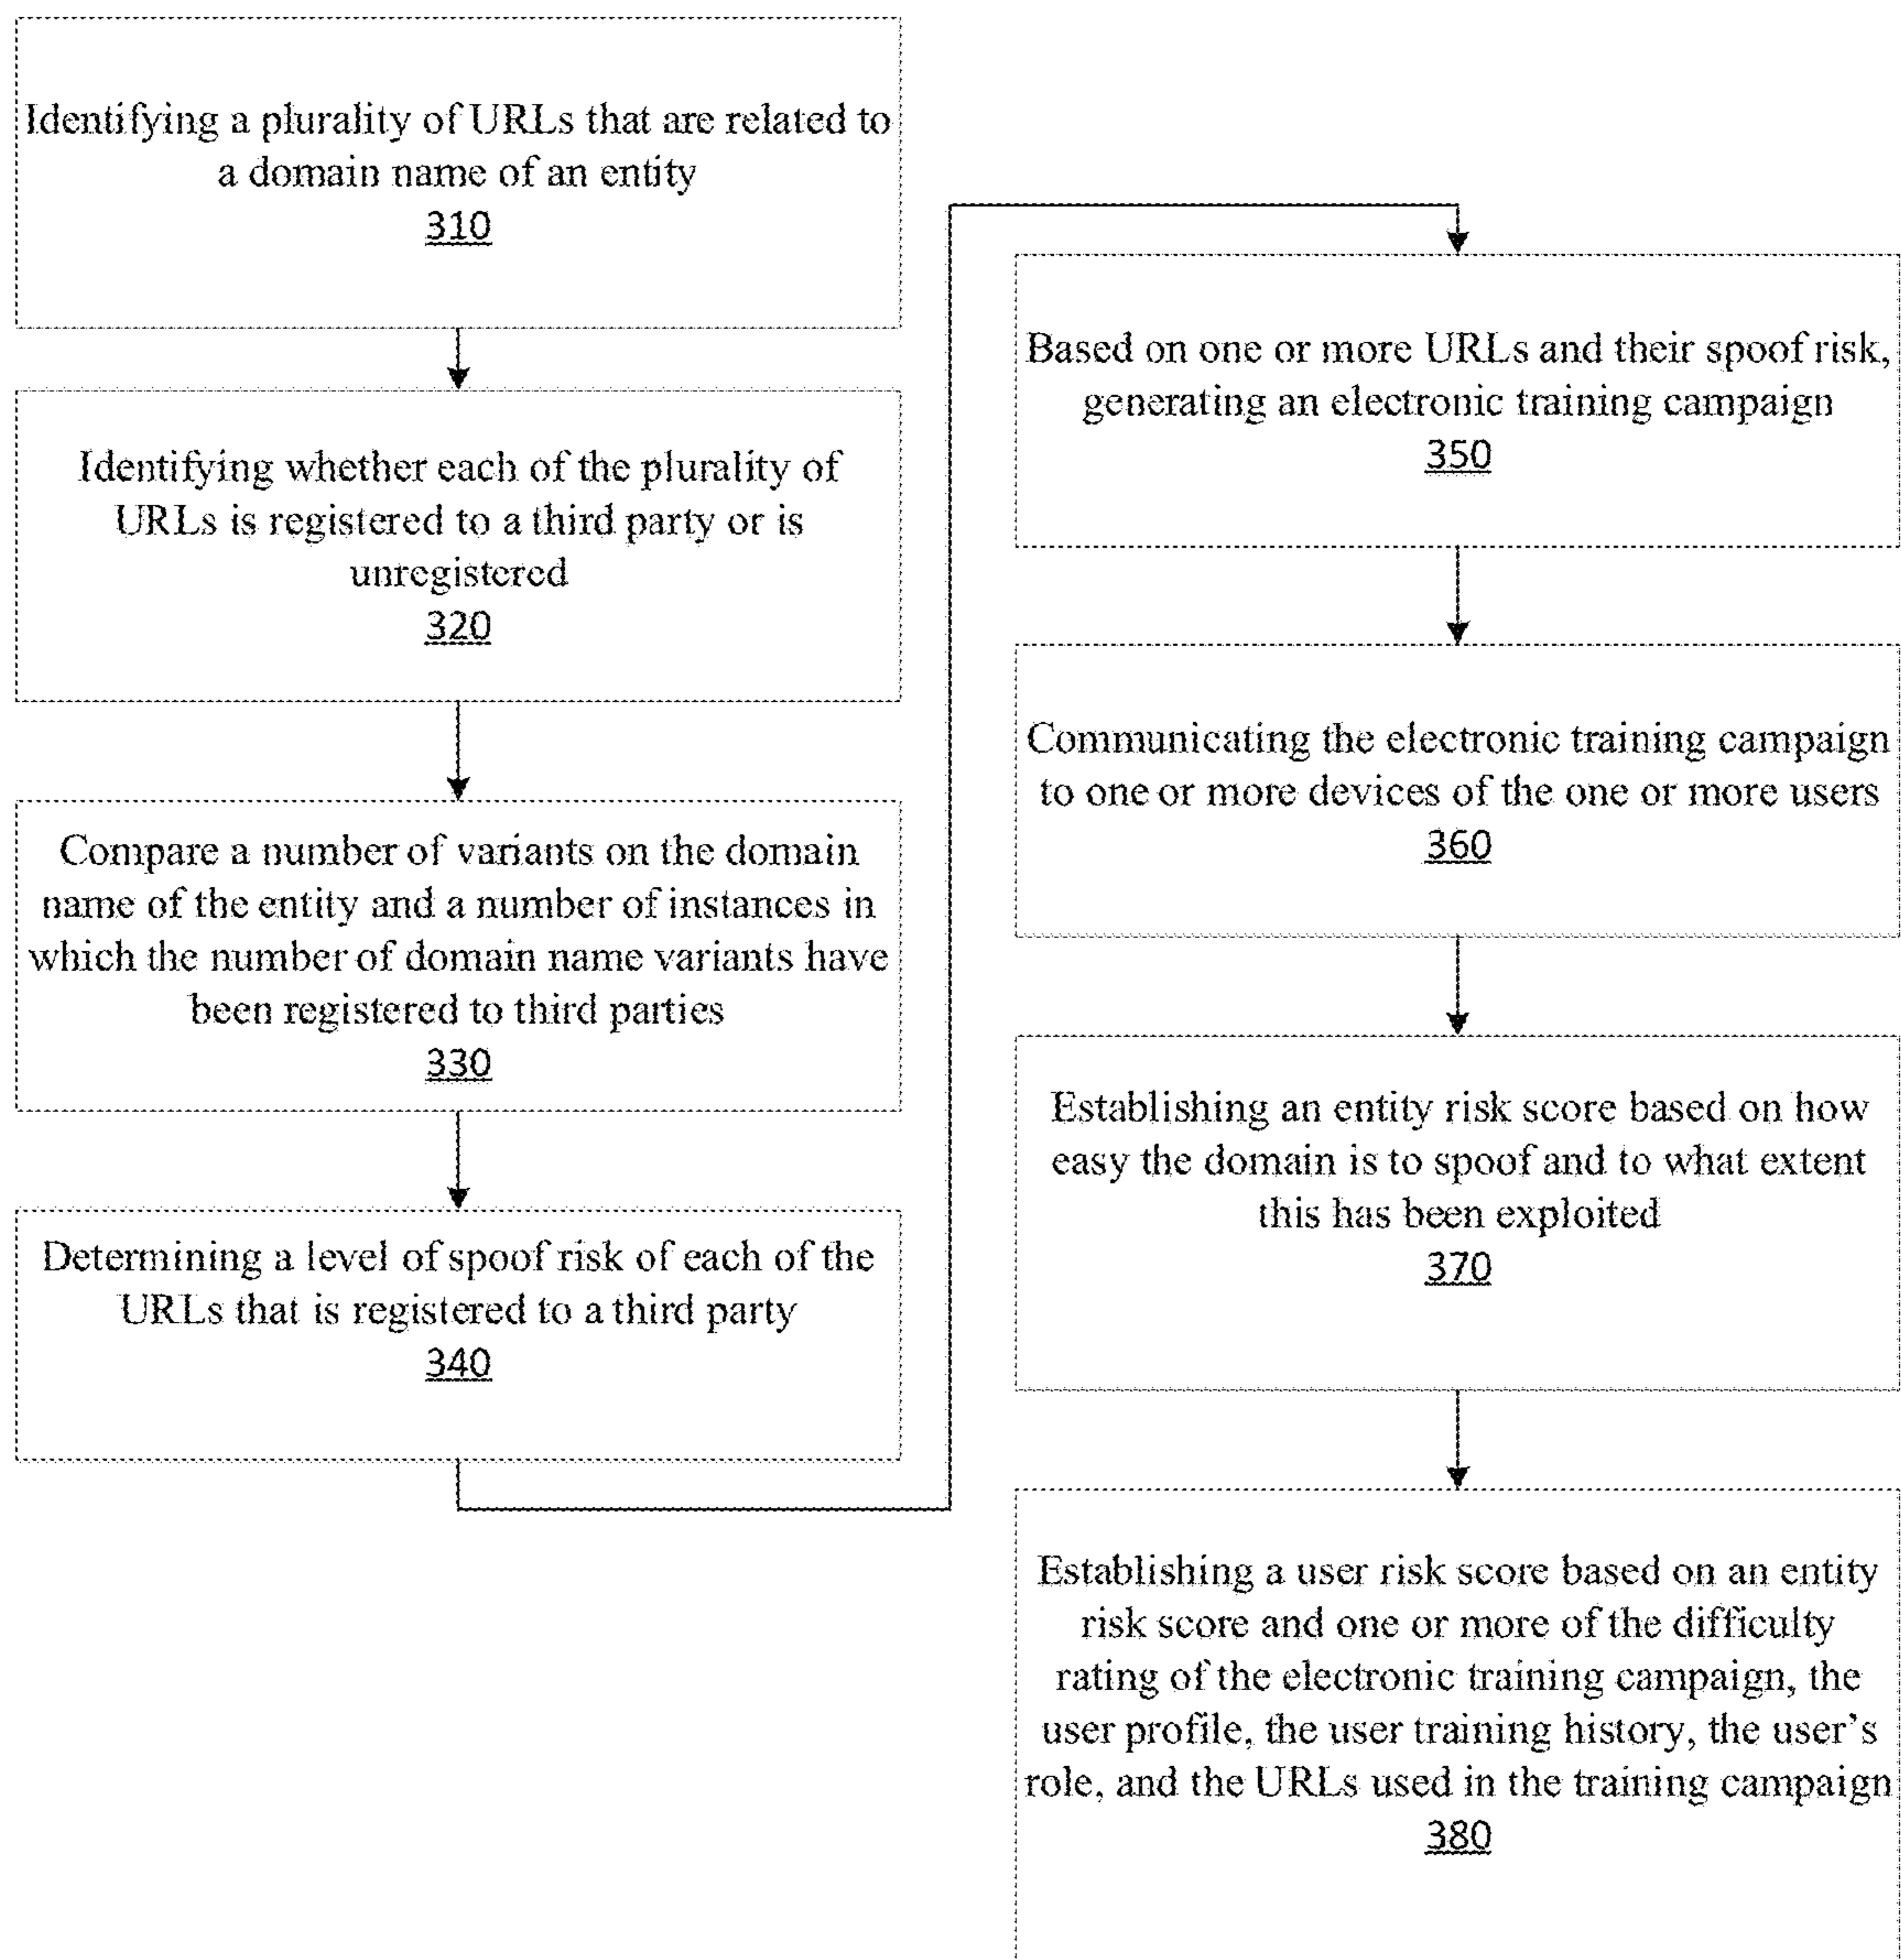 Identifying a plurality of URLs that are related to
a domain name of an entity
310
Identifying whether each of the plurality of
URLs is registered to a third party or is
unregistered
320
Compare a number of variants on the domain
name of the entity and a number of instances in
which the number of domain name variants have
been registered to third parties
330
Determining a level of spoof risk of each of the
URLs that is registered to a third party
340
Based on one or more URLs and their spoof risk,
generating an electronic training campaign
350
Communicating the electronic training campaign
to one or more devices of the one or more users
360
Establishing an entity risk score based on how
easy the domain is to spoof and to what extent
this has been exploited
370
Establishing a user risk score based on an entity
risk score and one or more of the difficulty
rating of the electronic training campaign, the
user profile, the user training history, the user's
role, and the URLs used in the training campaign
380